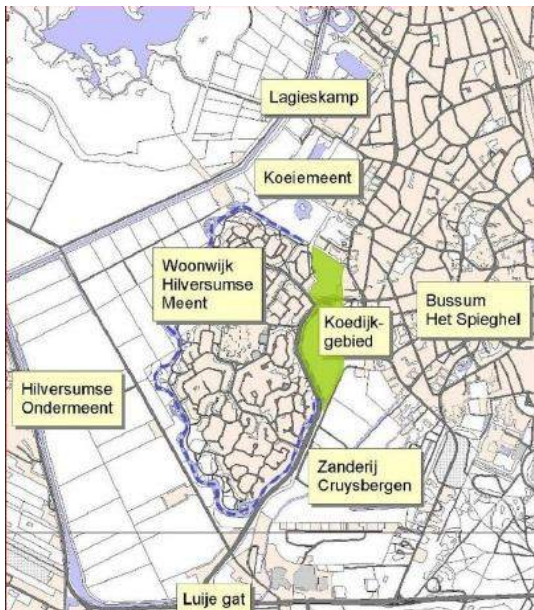 Lagieskamp
Koeiemeent
Woonwijk
Hilversumse
Meent
Koedijk-
gebied
Bussum
Het Spieghel
Hilversumse
Ondermeent
Zanderij
Cruysbergen
Luije gat